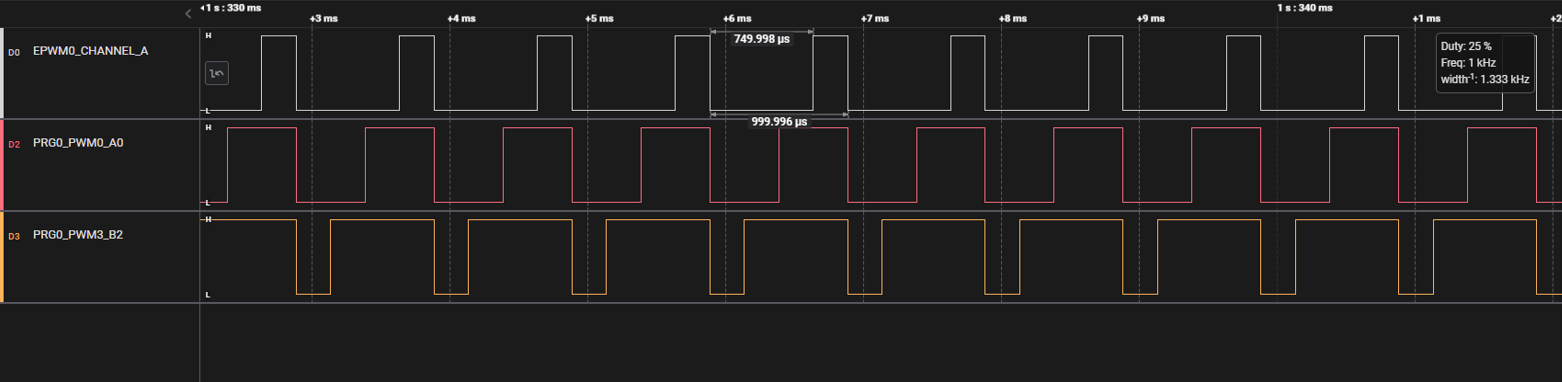 1 s : 330 ms
1 s : 340 ms
+3 ms
+4 ms
+5 ms
+6 ms
+7 ms
+8 ms
+9 ms
+1 ms
+2
D0 EPWM0_CHANNEL_A
H
L
749.998 µs
999.996 µs
Duty: 25 %
Freq: 1 kHz
width-1: 1.333 kHz
D2 PRG0_PWM0_A0
H
L
D3 PRG0_PWM3_B2
H
L